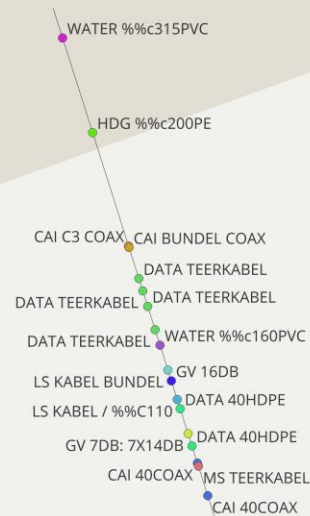 WATER %%c315PVC
HDG %%c200PE
CAI C3 COAX
CAI BUNDEL COAX
DATA TEERKABEL
DATA TEERKABEL
DATA TEERKABEL
WATER %%c160PVC
DATA TEERKABEL
GV 16DB
LS KABEL BUNDEL
DATA 40HDPE
LS KABEL / %%C110
DATA 40HDPE
GV 7DB: 7X14DB
CAI 40COAX
MS TEERKABEL
CAI 40COAX